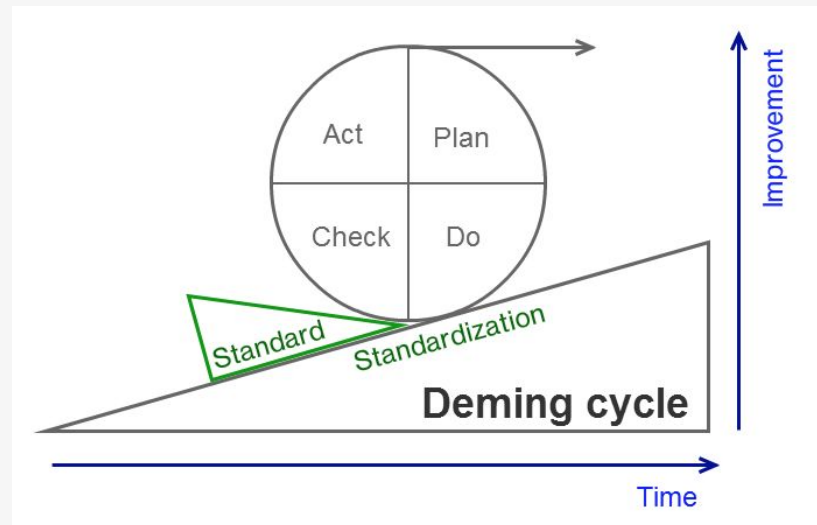 Act
Plan
Check
Do
Improvement
Standard
Standardization
Deming cycle
Time